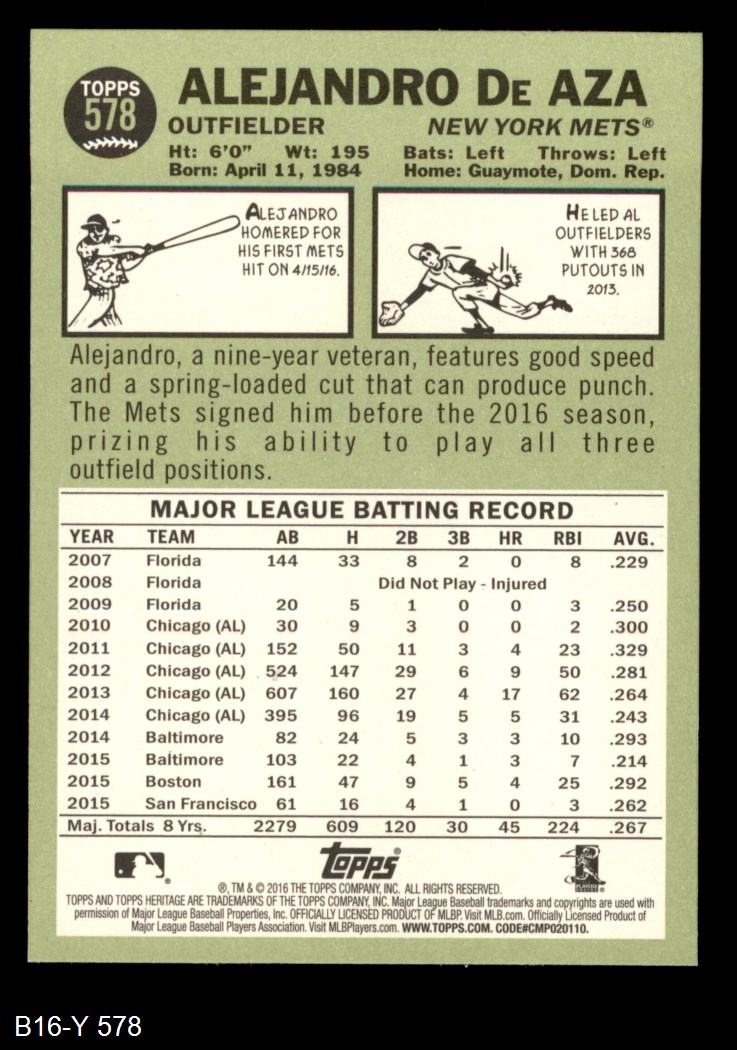 TOPPS
578
ALEJANDRO DE AZA
OUTFIELDER NEW YORK METS®
Ht: 6'0" Wt: 195 Bats: Left Throws: Left
Born: April 11, 1984 Home: Guaymote, Dom. Rep.
ALEJANDRO
HOMERED FOR
HIS FIRST METS
HIT ON 4/15/16.
HE LED AL
OUTFIELDERS
WITH 368
PUTOUTS IN
2013.
Alejandro, a nine-year veteran, features good speed
and a spring-loaded cut that can produce punch.
The Mets signed him before the 2016 season,
prizing his ability to play all three
outfield positions.
MAJOR LEAGUE BATTING RECORD
YEAR TEAM AB H 2B 3B HR RBI AVG.
2007 Florida 144 33 8 2 0 8 .229
2008 Florida Did Not Play - Injured
2009 Florida 20 5 1 0 0 3 .250
2010 Chicago (AL) 30 9 3 0 0 2 .300
2011 Chicago (AL) 152 50 11 3 4 23 .329
2012 Chicago (AL) 524 147 29 6 9 50 .281
2013 Chicago (AL) 607 160 27 4 17 62 .264
2014 Chicago (AL) 395 96 19 5 5 31 .243
2014 Baltimore 82 24 5 3 3 10 .293
2015 Baltimore 103 22 4 1 3 7 .214
2015 Boston 161 47 9 5 4 25 .292
2015 San Francisco 61 16 4 1 0 3 .262
Maj. Totals 8 Yrs. 2279 609 120 30 45 224 .267
Topps®
®, TM & © 2016 THE TOPPS COMPANY, INC. ALL RIGHTS RESERVED.
TOPPS AND TOPPS HERITAGE ARE TRADEMARKS OF THE TOPPS COMPANY, INC. Major League Baseball trademarks and copyrights are used with
permission of Major League Baseball Properties, Inc. OFFICIALLY LICENSED PRODUCT OF MLBP. Visit MLB.com. Officially Licensed Product of
Major League Baseball Players Association. Visit MLBPlayers.com. WWW.TOPPS.COM. CODE#CMP020110.
B16-Y 578